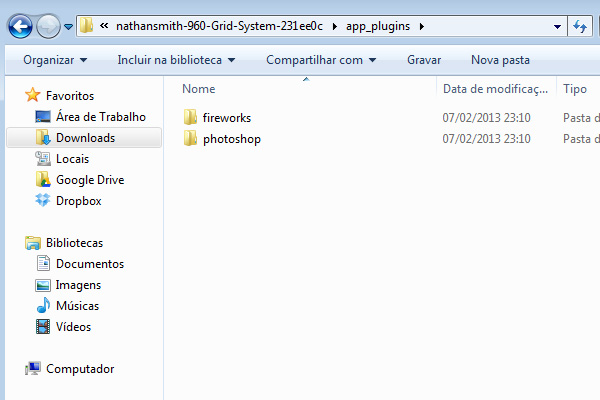 « nathansmith-960-Grid-System-231ee0c ▸ app_plugins ▸
Organizar Incluir na biblioteca Compartilhar com Gravar Nova pasta
Nome Data de modificaç... Tipo
Favoritos
Área de Trabalho
Downloads
Locais
Google Drive
Dropbox
Bibliotecas
Documentos
Imagens
Músicas
Vídeos
Computador
fireworks 07/02/2013 23:10 Pasta d
photoshop 07/02/2013 23:10 Pasta d